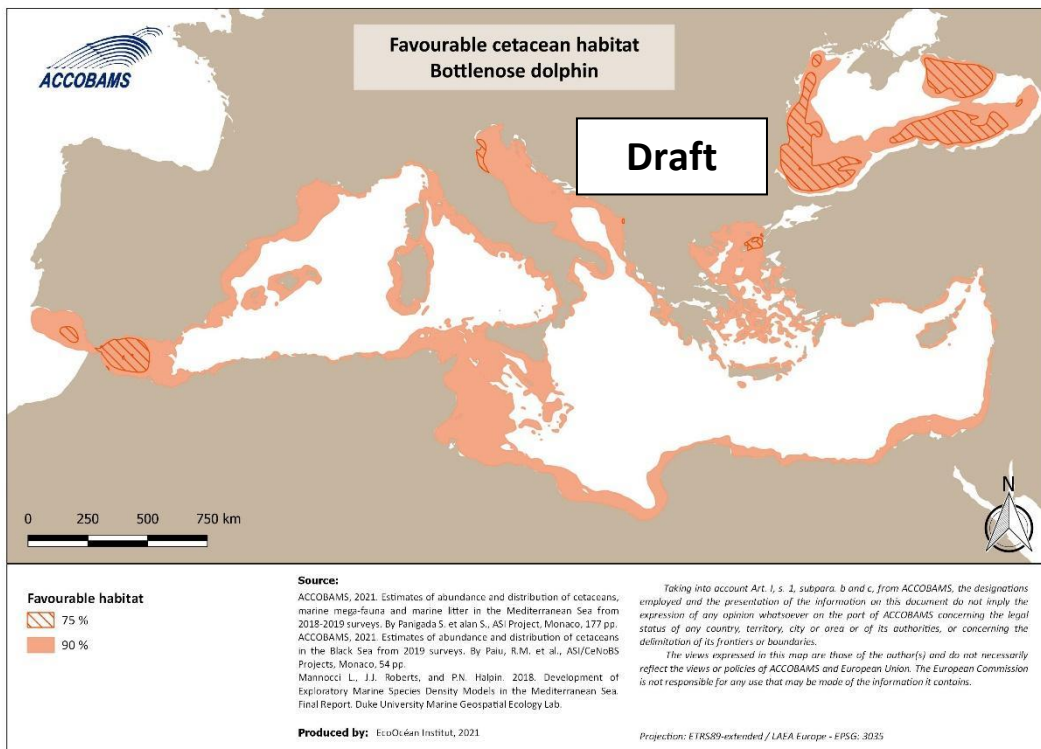 ACCOBAMS
Favourable cetacean habitat
Bottlenose dolphin
Draft
0 250 500 750 km
N
Favourable habitat
75 %
90 %
Source:
ACCOBAMS, 2021. Estimates of abundance and distribution of cetaceans,
marine mega-fauna and marine litter in the Mediterranean Sea from
2018-2019 surveys. By Panigada S. et alan S., ASI Project, Monaco, 177 pp.
ACCOBAMS, 2021. Estimates of abundance and distribution of cetaceans
in the Black Sea from 2019 surveys. By Paiu, R.M. et al., ASI/CeNoBS
Projects, Monaco, 54 pp.
Mannocci L., J.J. Roberts, and P.N. Halpin. 2018. Development of
Exploratory Marine Species Density Models in the Mediterranean Sea.
Final Report. Duke University Marine Geospatial Ecology Lab.
Produced by: EcoOcéan Institut, 2021
Taking into account Art. I, s. 1, subpara. b and c, from ACCOBAMS, the designations
employed and the presentation of the information on this document do not imply the
expression of any opinion whatsoever on the part of ACCOBAMS concerning the legal
status of any country, territory, city or area or of its authorities, or concerning the
delimitation of its frontiers or boundaries.
The views expressed in this map are those of the author(s) and do not necessarily
reflect the views or policies of ACCOBAMS and European Union. The European Commission
is not responsible for any use that may be made of the information it contains.
Projection: ETRS89-extended / LAEA Europe - EPSG: 3035